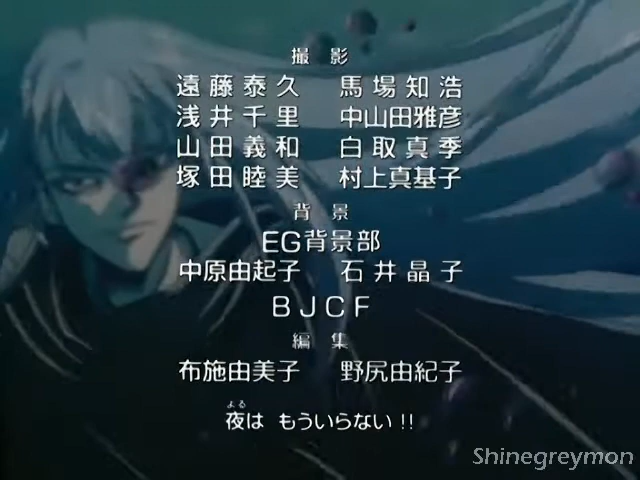 撮 影
遠藤泰久 馬場知浩
浅井千里 中山田雅彦
山田義和 白取真季
塚田睦美 村上真基子
背 景
EG背景部
中原由起子 石井晶子
BJCF
編 集
布施由美子 野尻由紀子
よる
夜は もういらない!!
Shinegreymon